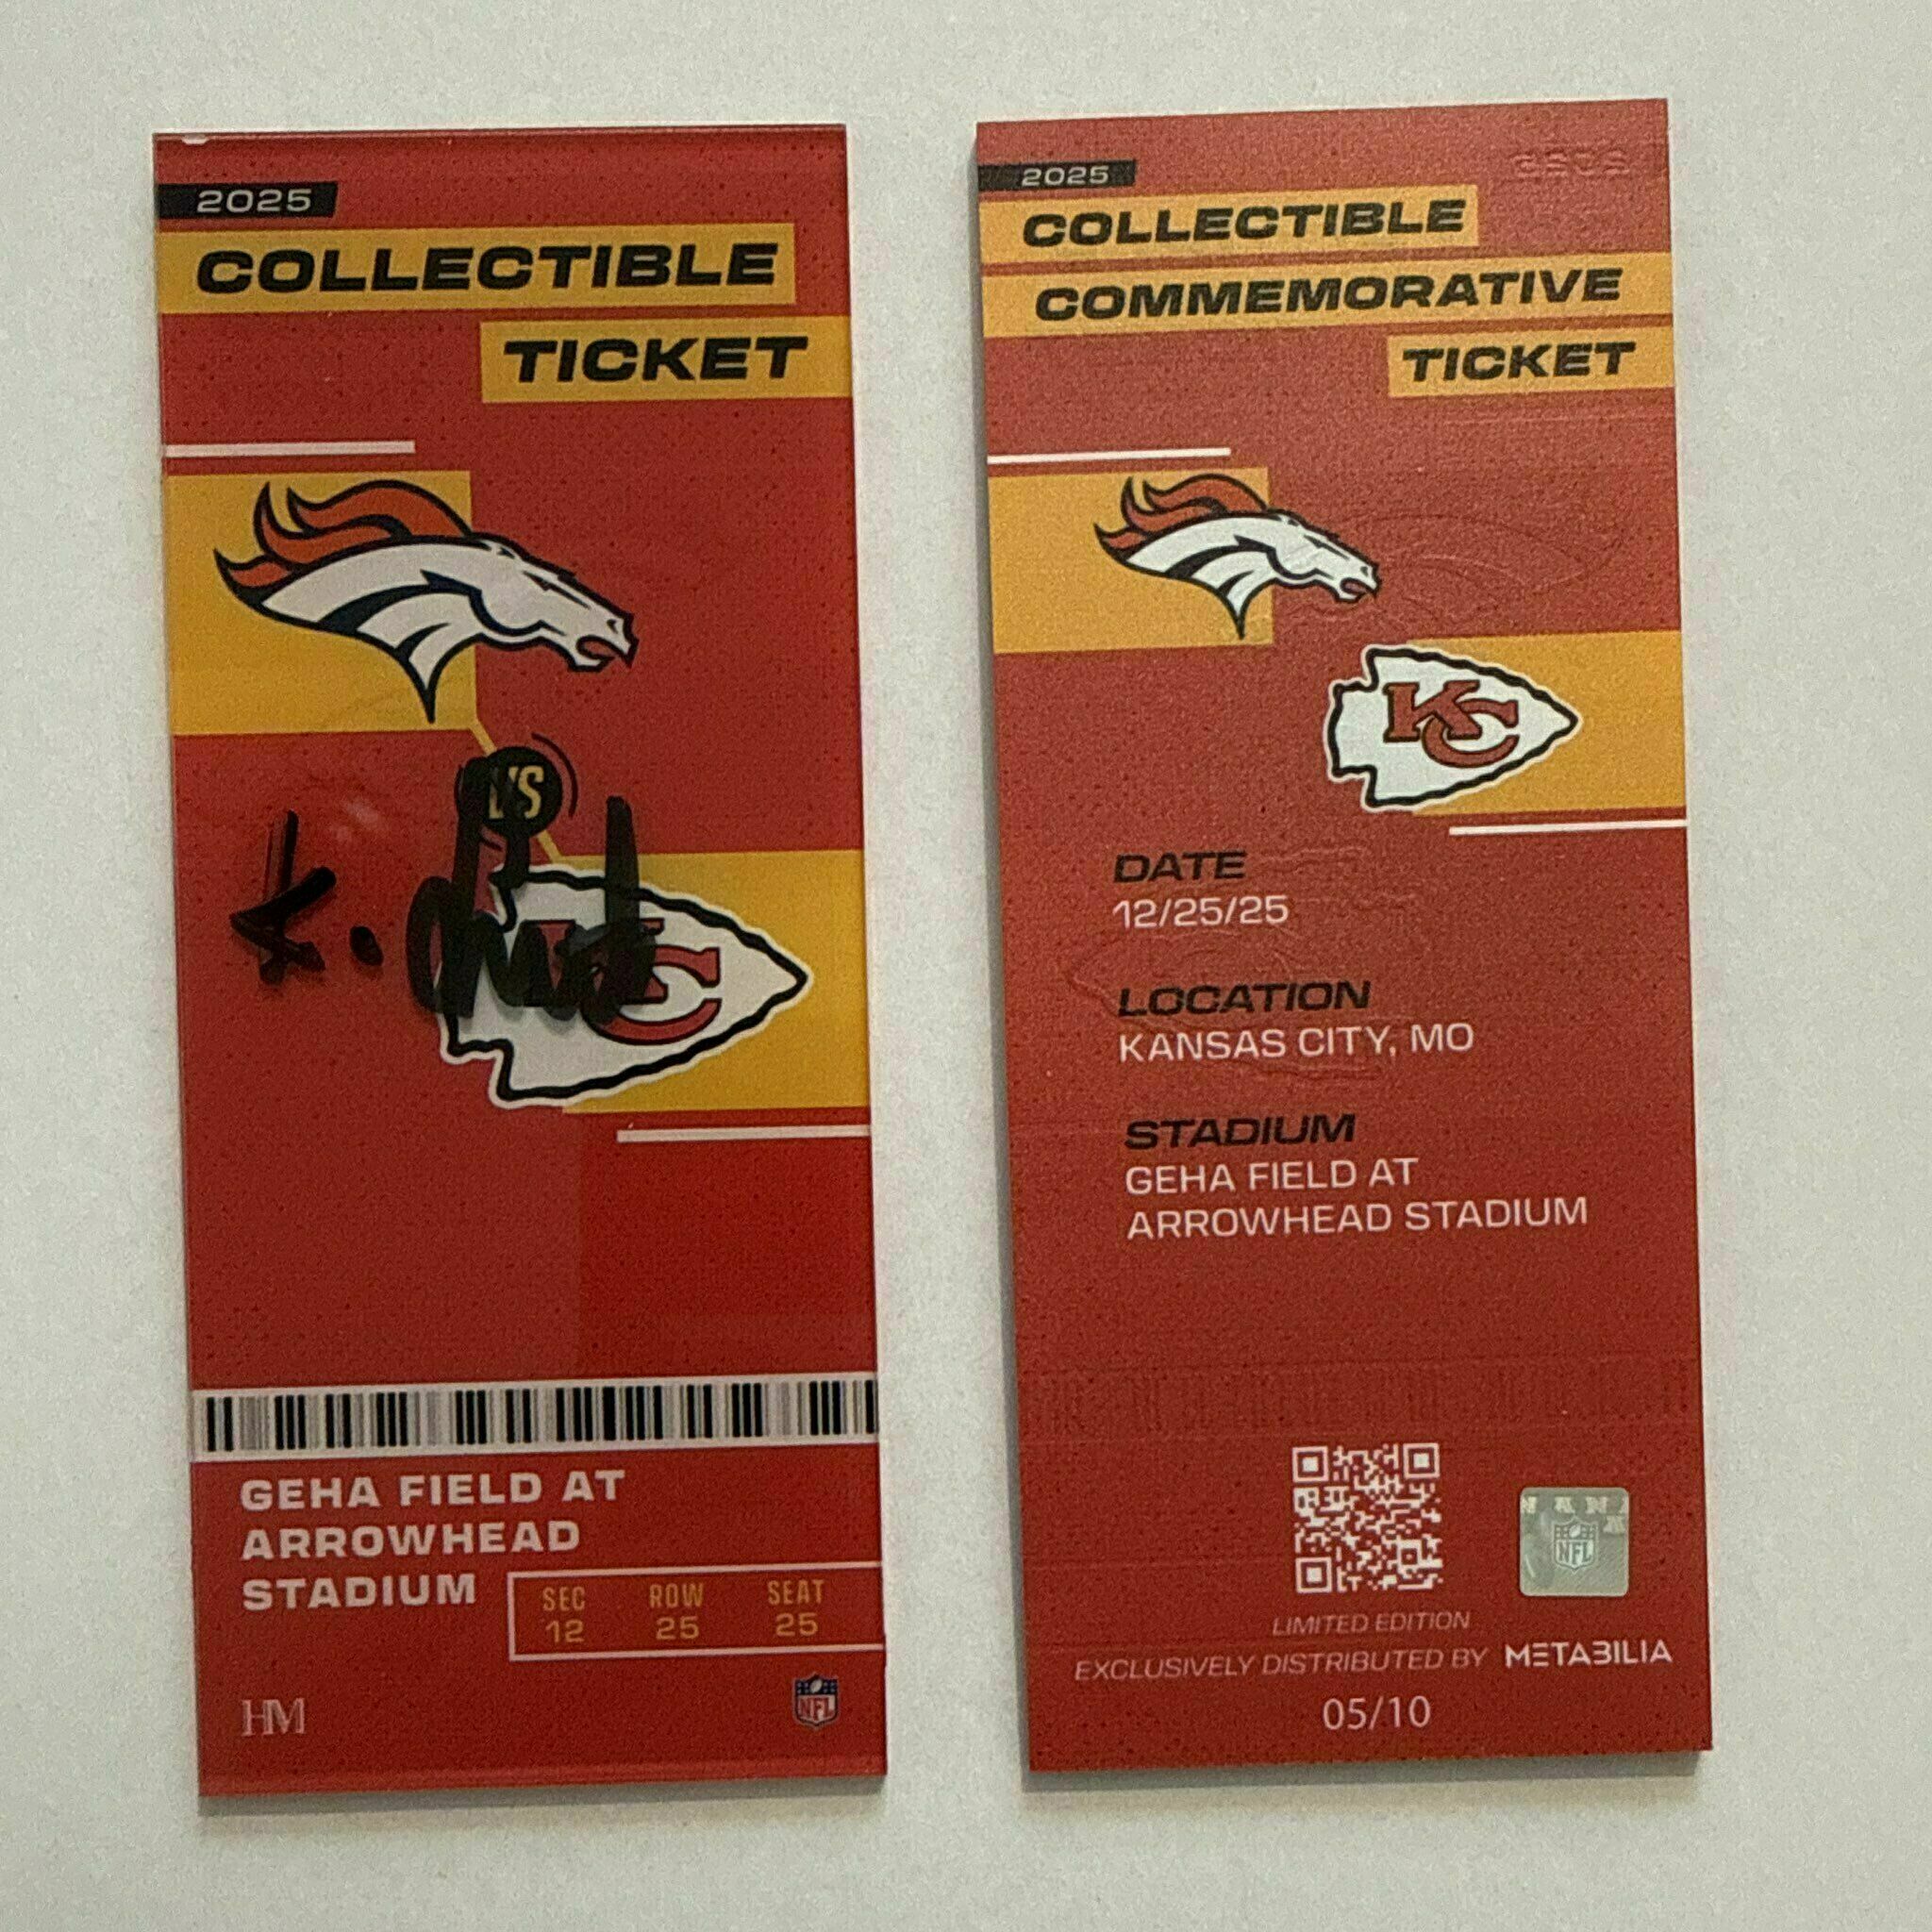 2025
COLLECTIBLE
TICKET
VS
KC
GEHA FIELD AT
ARROWHEAD
STADIUM
SEC ROW SEAT
12 25 25
HM
NFL
2025
COLLECTIBLE
COMMEMORATIVE
TICKET
KC
DATE
12/25/25
LOCATION
KANSAS CITY, MO
STADIUM
GEHA FIELD AT
ARROWHEAD STADIUM
NFL
LIMITED EDITION
EXCLUSIVELY DISTRIBUTED BY METABILIA
05/10